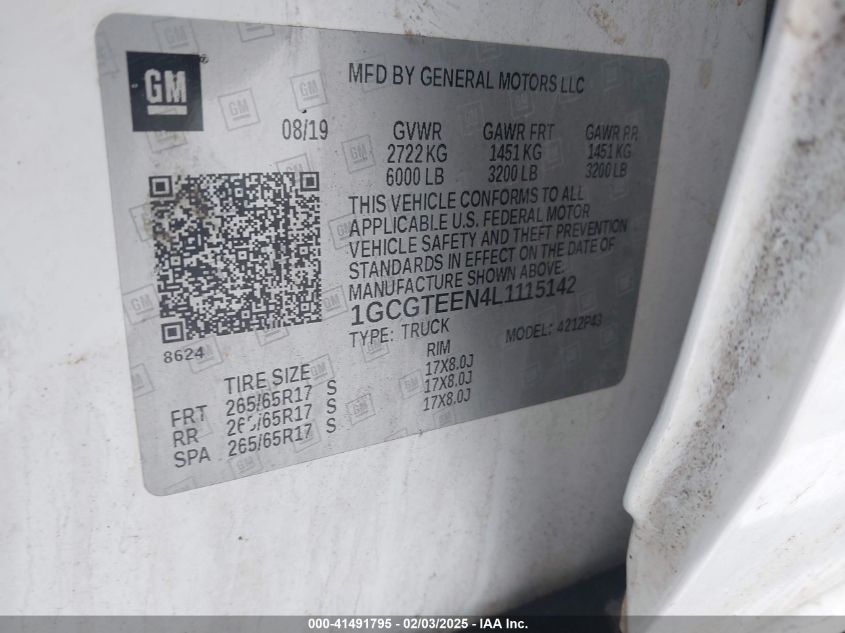 GM
MFD BY GENERAL MOTORS LLC
08/19 GVWR GAWR FRT GAWR RR
2722 KG 1451 KG 1451 KG
6000 LB 3200 LB 3200 LB
THIS VEHICLE CONFORMS TO ALL
APPLICABLE U.S. FEDERAL MOTOR
VEHICLE SAFETY AND THEFT PREVENTION
STANDARDS IN EFFECT ON THE DATE OF
MANUFACTURE SHOWN ABOVE.
1GCGTEEN4L1115142
TYPE: TRUCK MODEL: 4212P43
8624
TIRE SIZE RIM
FRT 265/65R17 S 17X8.0J
RR 265/65R17 S 17X8.0J
SPA 265/65R17 S 17X8.0J
000-41491795 - 02/03/2025 - IAA Inc.